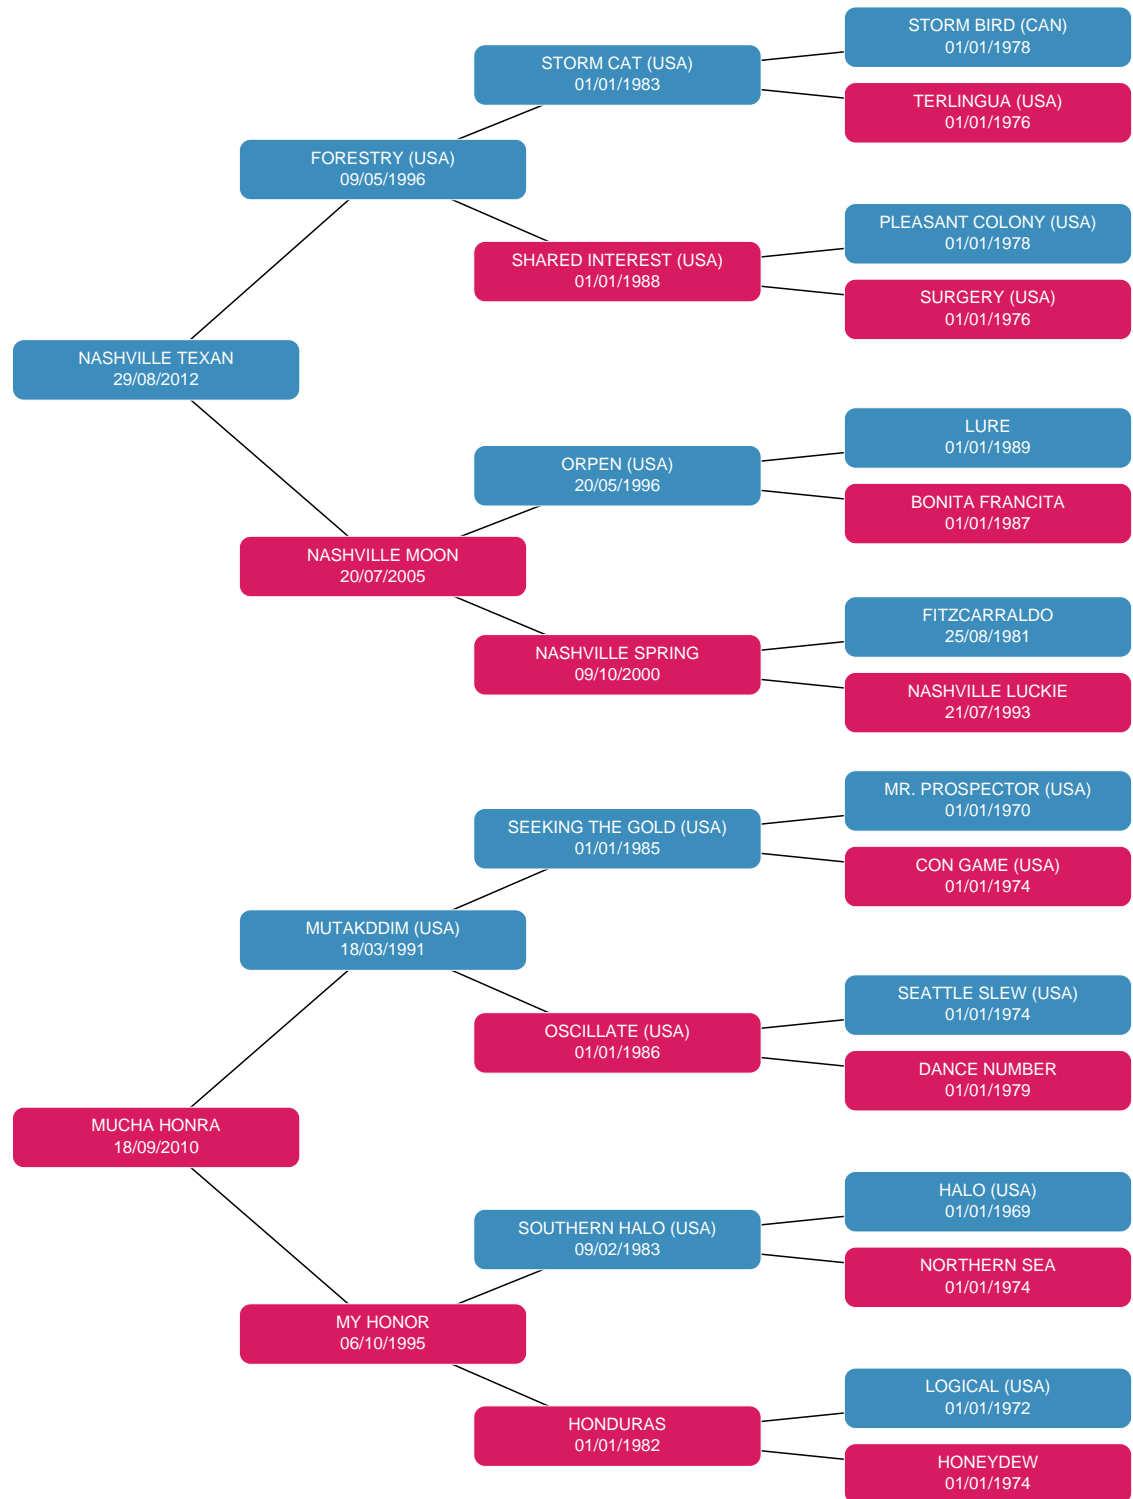 STORM BIRD (CAN)
01/01/1978
STORM CAT (USA)
01/01/1983
TERLINGUA (USA)
01/01/1976
FORESTRY (USA)
09/05/1996
PLEASANT COLONY (USA)
01/01/1978
SHARED INTEREST (USA)
01/01/1988
SURGERY (USA)
01/01/1976
NASHVILLE TEXAN
29/08/2012
LURE
01/01/1989
ORPEN (USA)
20/05/1996
BONITA FRANCITA
01/01/1987
NASHVILLE MOON
20/07/2005
FITZCARRALDO
25/08/1981
NASHVILLE SPRING
09/10/2000
NASHVILLE LUCKIE
21/07/1993
MR. PROSPECTOR (USA)
01/01/1970
SEEKING THE GOLD (USA)
01/01/1985
CON GAME (USA)
01/01/1974
MUTAKDDIM (USA)
18/03/1991
SEATTLE SLEW (USA)
01/01/1974
OSCILLATE (USA)
01/01/1986
DANCE NUMBER
01/01/1979
MUCHA HONRA
18/09/2010
HALO (USA)
01/01/1969
SOUTHERN HALO (USA)
09/02/1983
NORTHERN SEA
01/01/1974
MY HONOR
06/10/1995
LOGICAL (USA)
01/01/1972
HONDURAS
01/01/1982
HONEYDEW
01/01/1974